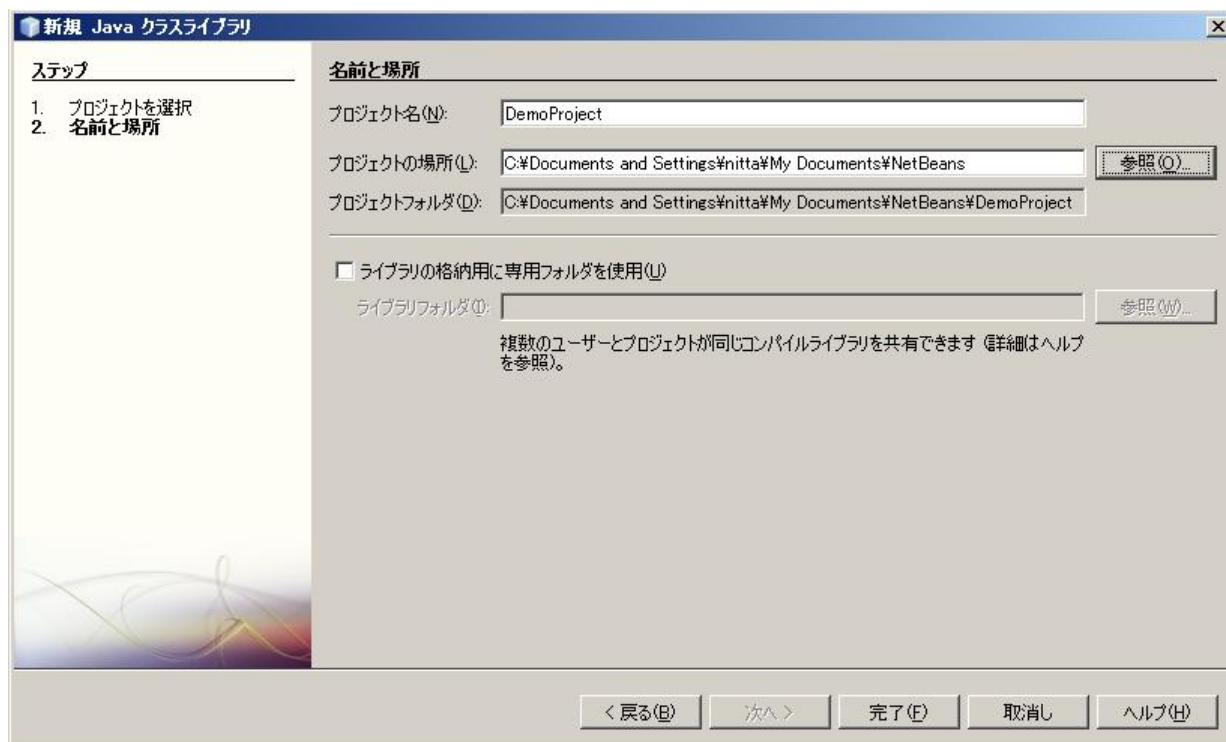 新規 Java クラスライブラリ
ステップ
1. プロジェクトを選択
2. 名前と場所
名前と場所
プロジェクト名(N): DemoProject
プロジェクトの場所(L): C:¥Documents and Settings¥nitta¥My Documents¥NetBeans 参照(O)...
プロジェクトフォルダ(D): C:¥Documents and Settings¥nitta¥My Documents¥NetBeans¥DemoProject
ライブラリの格納用に専用フォルダを使用(U)
ライブラリフォルダ(I): 参照(W)...
複数のユーザーとプロジェクトが同じコンパイルライブラリを共有できます (詳細はヘルプ
を参照)。
< 戻る(B) 次へ > 完了(F) 取消し ヘルプ(H)